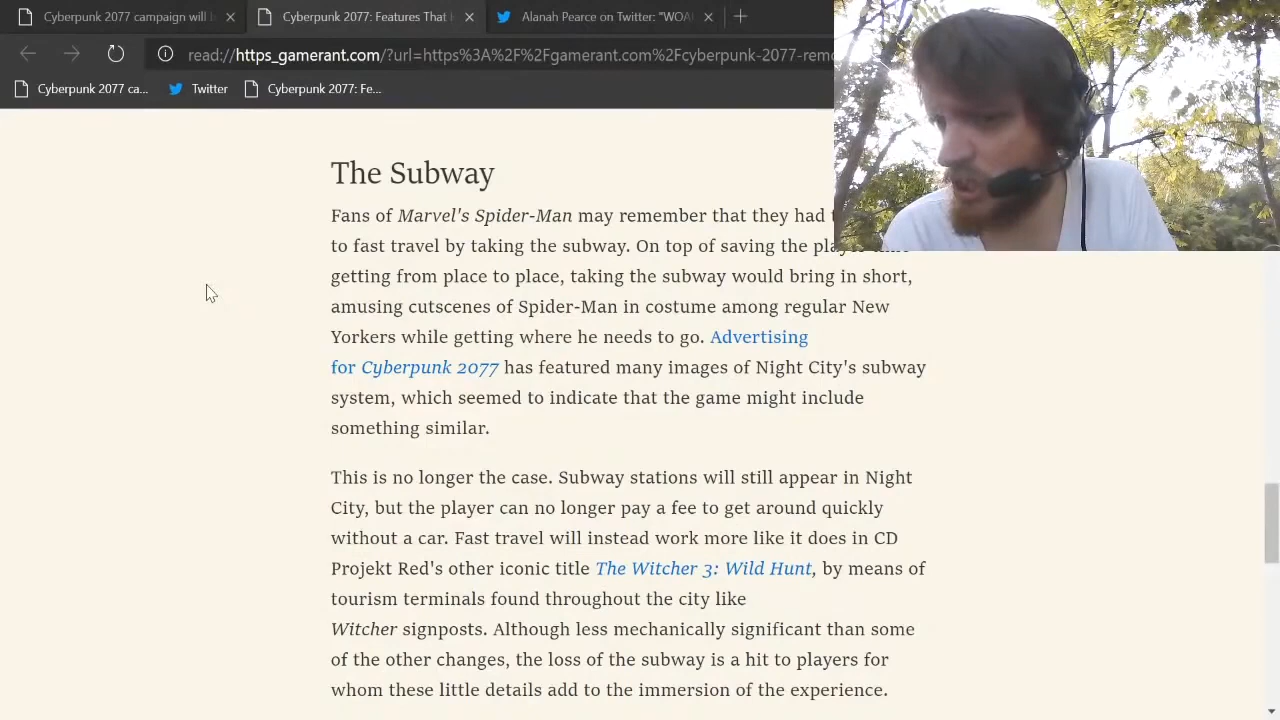 Cyberpunk 2077 campaign will
Cyberpunk 2077: Features That
Alanah Pearce on Twitter: "WOA
read://https_gamerant.com/?url=https%3A%2F%2Fgamerant.com%2Fcyberpunk-2077-remo
Cyberpunk 2077 ca...
Twitter
Cyberpunk 2077: Fe...
The Subway
Fans of Marvel's Spider-Man may remember that they had
to fast travel by taking the subway. On top of saving the player time
getting from place to place, taking the subway would bring in short,
amusing cutscenes of Spider-Man in costume among regular New
Yorkers while getting where he needs to go. Advertising
for Cyberpunk 2077 has featured many images of Night City's subway
system, which seemed to indicate that the game might include
something similar.
This is no longer the case. Subway stations will still appear in Night
City, but the player can no longer pay a fee to get around quickly
without a car. Fast travel will instead work more like it does in CD
Projekt Red's other iconic title The Witcher 3: Wild Hunt, by means of
tourism terminals found throughout the city like
Witcher signposts. Although less mechanically significant than some
of the other changes, the loss of the subway is a hit to players for
whom these little details add to the immersion of the experience.